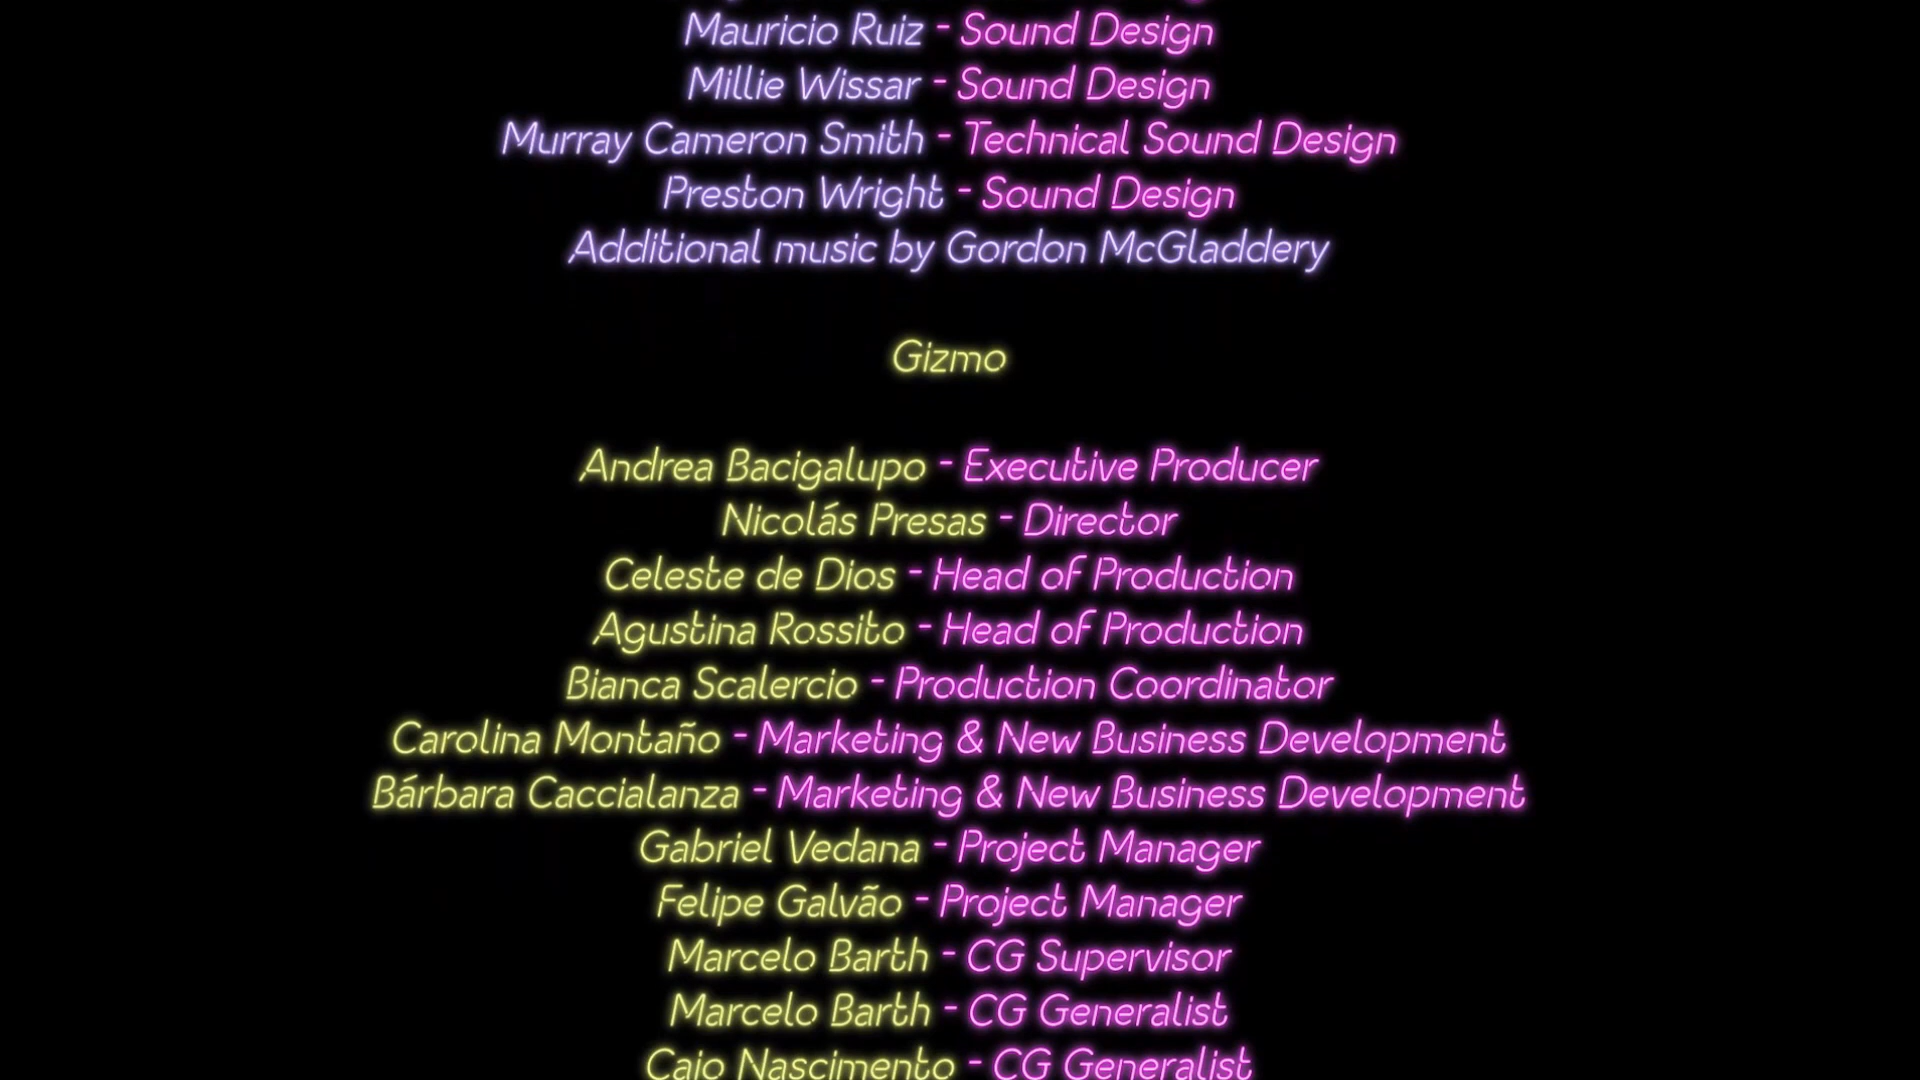 Mauricio Ruiz - Sound Design
Millie Wissar - Sound Design
Murray Cameron Smith - Technical Sound Design
Preston Wright - Sound Design
Additional music by Gordon McGladdery
Gizmo
Andrea Bacigalupo - Executive Producer
Nicolás Presas - Director
Celeste de Dios - Head of Production
Agustina Rossito - Head of Production
Bianca Scalercio - Production Coordinator
Carolina Montaño - Marketing & New Business Development
Bárbara Caccialanza - Marketing & New Business Development
Gabriel Vedana - Project Manager
Felipe Galvão - Project Manager
Marcelo Barth - CG Supervisor
Marcelo Barth - CG Generalist
Caio Nascimento - CG Generalist